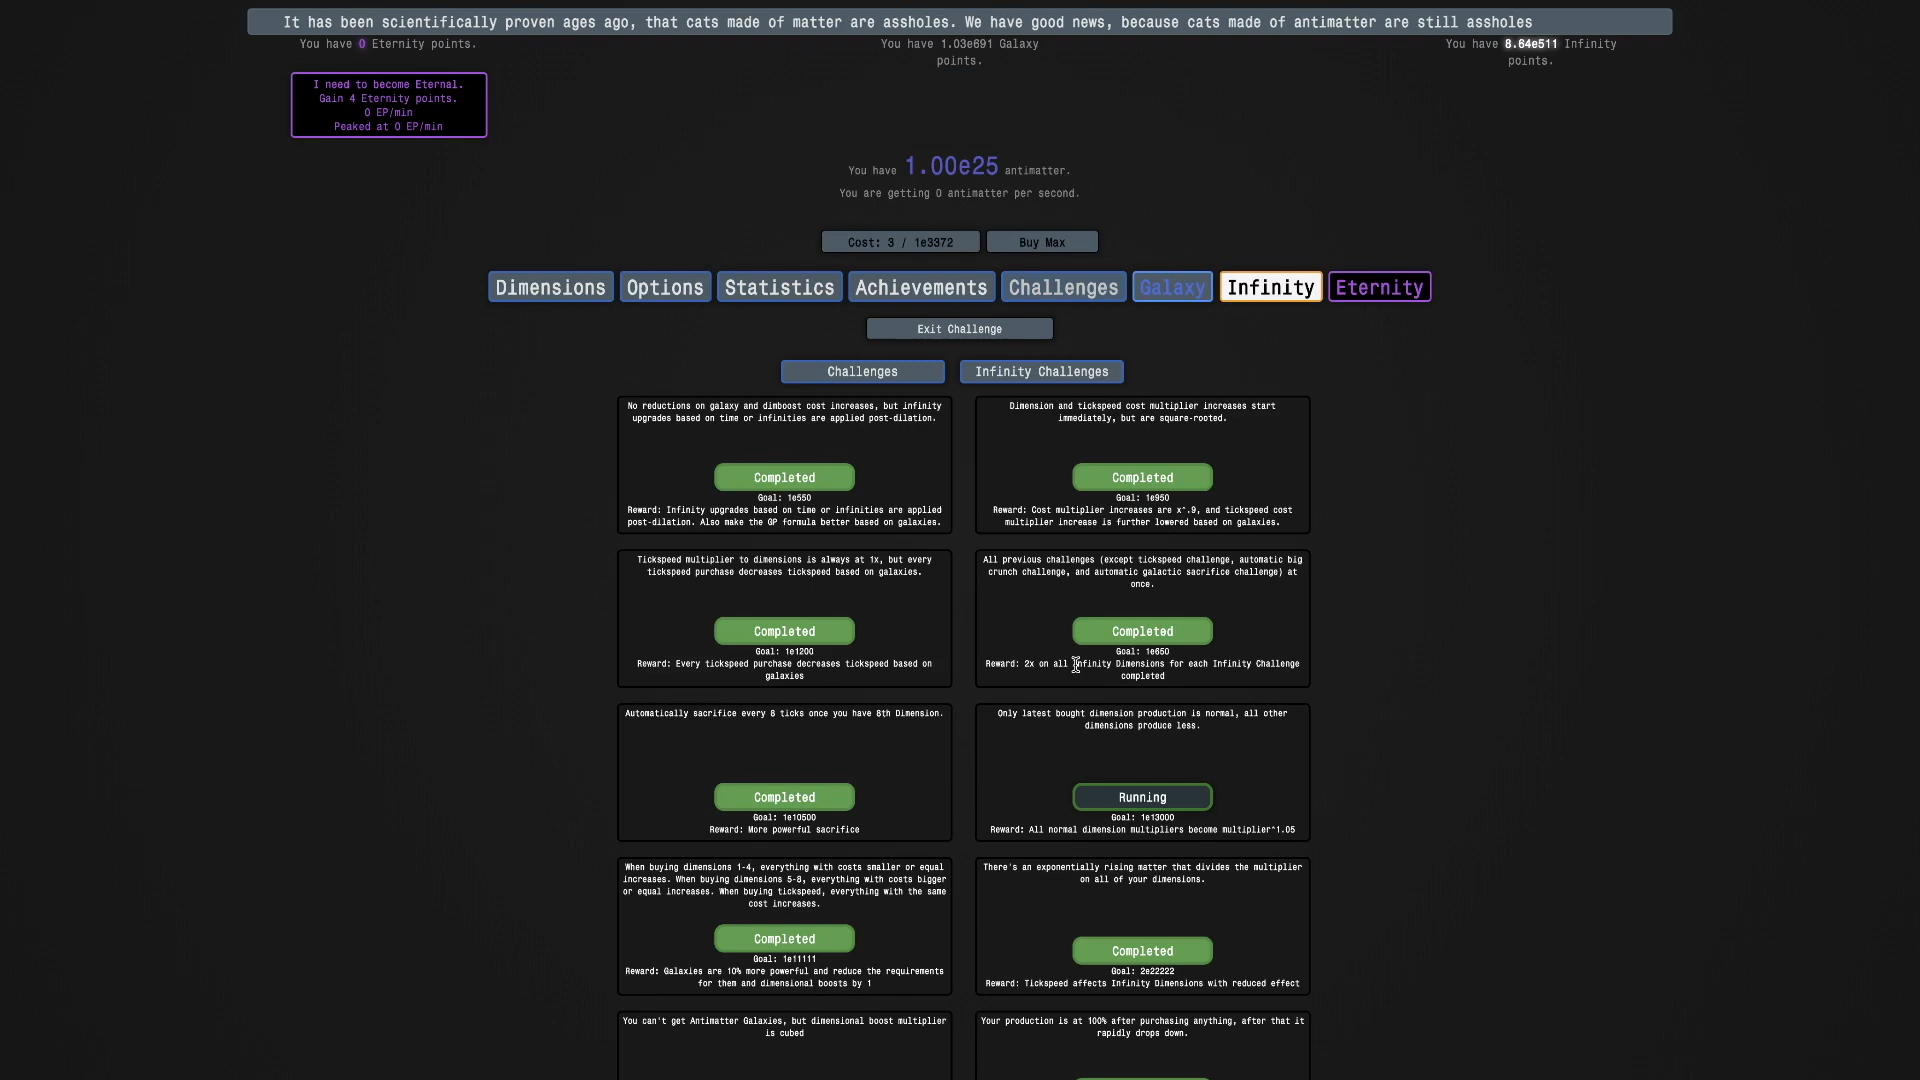 It has been scientifically proven ages ago, that cats made of matter are assholes. We have good news, because cats made of antimatter are still assholes
You have 0 Eternity points.
You have 1.03e691 Galaxy
points.
You have 8.64e511 Infinity
points.
I need to become Eternal.
Gain 4 Eternity points.
0 EP/min
Peaked at 0 EP/min
You have 1.00e25 antimatter.
You are getting 0 antimatter per second.
Cost: 3 / 1e3372
Buy Max
Dimensions
Options
Statistics
Achievements
Challenges
Galaxy
Infinity
Eternity
Exit Challenge
Challenges
Infinity Challenges
No reductions on galaxy and dimboost cost increases, but infinity
upgrades based on time or infinities are applied post-dilation.
Completed
Goal: 1e550
Reward: Infinity upgrades based on time or infinities are applied
post-dilation. Also make the GP formula better based on galaxies.
Dimension and tickspeed cost multiplier increases start
immediately, but are square-rooted.
Completed
Goal: 1e950
Reward: Cost multiplier increases are x^.9, and tickspeed cost
multiplier increase is further lowered based on galaxies.
Tickspeed multiplier to dimensions is always at 1x, but every
tickspeed purchase decreases tickspeed based on galaxies.
Completed
Goal: 1e1200
Reward: Every tickspeed purchase decreases tickspeed based on
galaxies
All previous challenges (except tickspeed challenge, automatic big
crunch challenge, and automatic galactic sacrifice challenge) at
once.
Completed
Goal: 1e650
Reward: 2x on all Infinity Dimensions for each Infinity Challenge
completed
Automatically sacrifice every 8 ticks once you have 8th Dimension.
Completed
Goal: 1e10500
Reward: More powerful sacrifice
Only latest bought dimension production is normal, all other
dimensions produce less.
Running
Goal: 1e13000
Reward: All normal dimension multipliers become multiplier^1.05
When buying dimensions 1-4, everything with costs smaller or equal
increases. When buying dimensions 5-8, everything with costs bigger
or equal increases. When buying tickspeed, everything with the same
cost increases.
Completed
Goal: 1e11111
Reward: Galaxies are 10% more powerful and reduce the requirements
for them and dimensional boosts by 1
There's an exponentially rising matter that divides the multiplier
on all of your dimensions.
Completed
Goal: 2e22222
Reward: Tickspeed affects Infinity Dimensions with reduced effect
You can't get Antimatter Galaxies, but dimensional boost multiplier
is cubed
Your production is at 100% after purchasing anything, after that it
rapidly drops down.